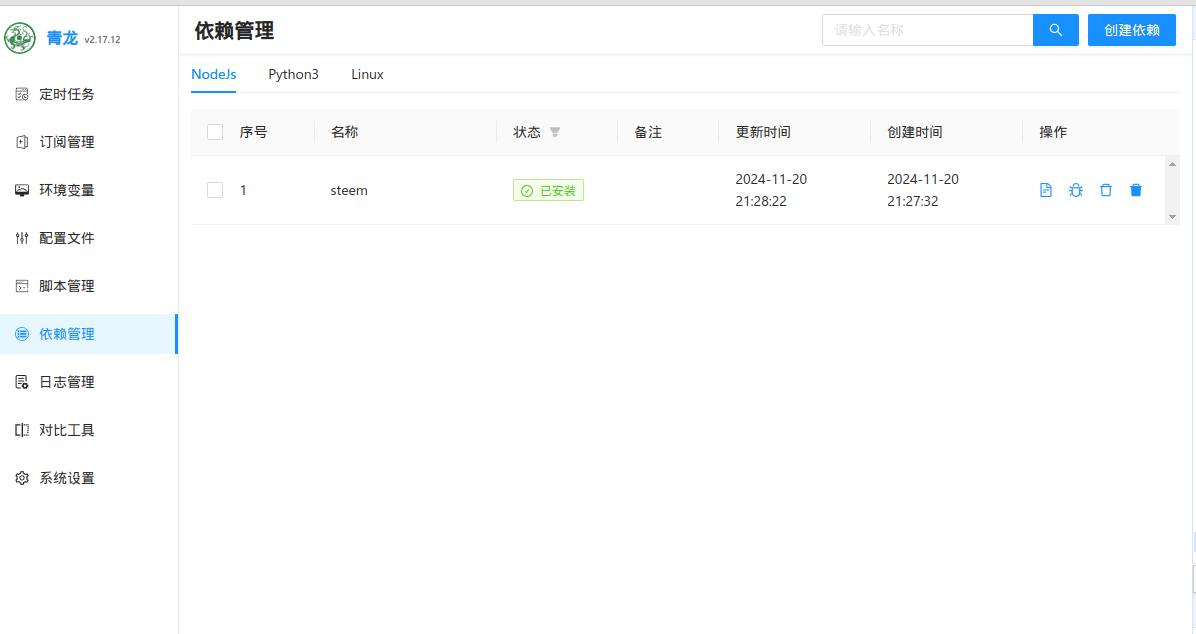 青龙 v2.17.12
定时任务
订阅管理
环境变量
配置文件
脚本管理
依赖管理
日志管理
对比工具
系统设置
依赖管理
请输入名称
创建依赖
NodeJs Python3 Linux
序号 名称 状态 备注 更新时间 创建时间 操作
1 steem 已安装 2024-11-20 2024-11-20
21:28:22 21:27:32